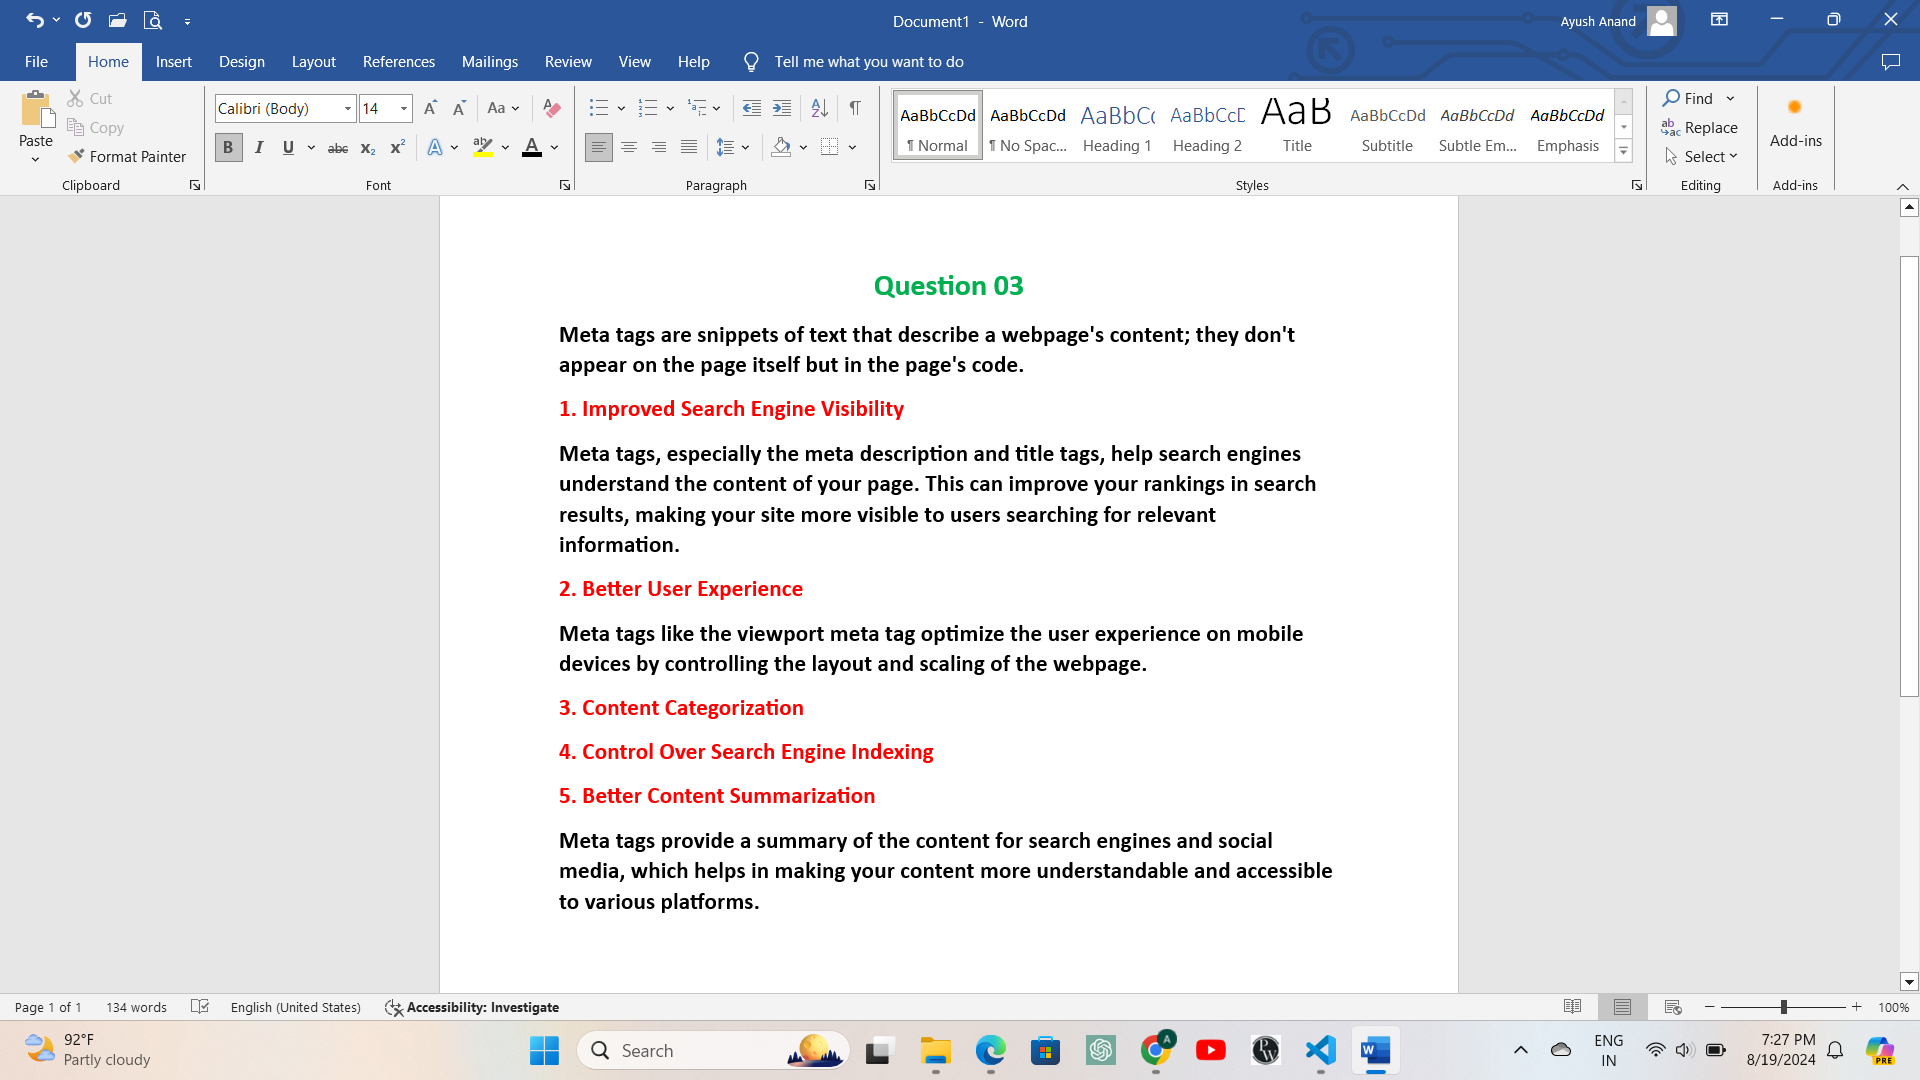 Document1 - Word
Ayush Anand
File Home Insert Design Layout References Mailings Review View Help Tell me what you want to do
Paste
Cut
Copy
Format Painter
Clipboard
Calibri (Body) 14
Font
Paragraph
AaBbCcDd AaBbCcDd AaBbCc AaBbCcD AaB AaBbCcDd AaBbCcDd AaBbCcDd
¶ Normal ¶ No Spac... Heading 1 Heading 2 Title Subtitle Subtle Em... Emphasis
Styles
Find
Replace
Select
Editing
Add-ins
Add-ins
Question 03
Meta tags are snippets of text that describe a webpage's content; they don't
appear on the page itself but in the page's code.
1. Improved Search Engine Visibility
Meta tags, especially the meta description and title tags, help search engines
understand the content of your page. This can improve your rankings in search
results, making your site more visible to users searching for relevant
information.
2. Better User Experience
Meta tags like the viewport meta tag optimize the user experience on mobile
devices by controlling the layout and scaling of the webpage.
3. Content Categorization
4. Control Over Search Engine Indexing
5. Better Content Summarization
Meta tags provide a summary of the content for search engines and social
media, which helps in making your content more understandable and accessible
to various platforms.
Page 1 of 1 134 words English (United States) Accessibility: Investigate 100%
92°F
Partly cloudy
Search
ENG
IN
7:27 PM
8/19/2024
PRE